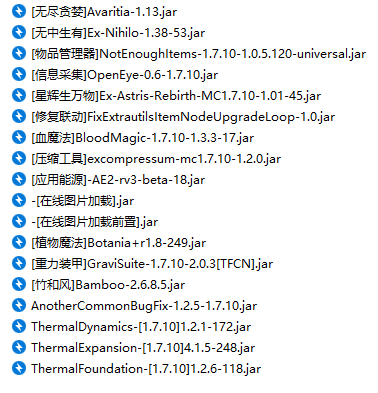 [无尽贪婪]Avaritia-1.13.jar
[无中生有]Ex-Nihilo-1.38-53.jar
[物品管理器]NotEnoughItems-1.7.10-1.0.5.120-universal.jar
[信息采集]OpenEye-0.6-1.7.10.jar
[星辉生万物]Ex-Astris-Rebirth-MC1.7.10-1.01-45.jar
[修复联动]FixExtrautilsItemNodeUpgradeLoop-1.0.jar
[血魔法]BloodMagic-1.7.10-1.3.3-17.jar
[压缩工具]excompressum-mc1.7.10-1.2.0.jar
[应用能源]-AE2-rv3-beta-18.jar
-[在线图片加载].jar
-[在线图片加载前置].jar
[植物魔法]Botania+r1.8-249.jar
[重力装甲]GraviSuite-1.7.10-2.0.3[TFCN].jar
[竹和风]Bamboo-2.6.8.5.jar
AnotherCommonBugFix-1.2.5-1.7.10.jar
ThermalDynamics-[1.7.10]1.2.1-172.jar
ThermalExpansion-[1.7.10]4.1.5-248.jar
ThermalFoundation-[1.7.10]1.2.6-118.jar